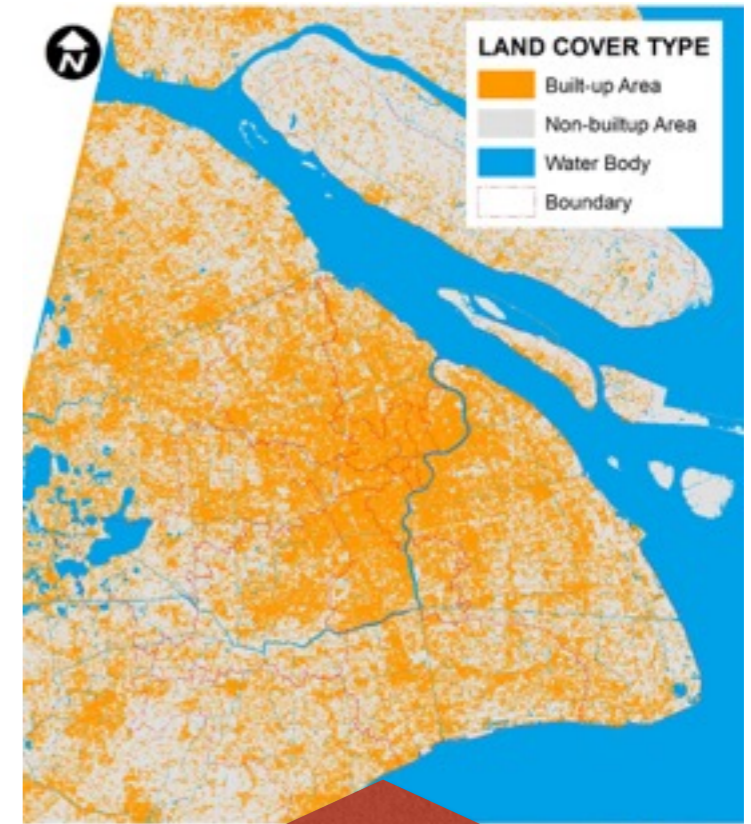 N
LAND COVER TYPE
Built-up Area
Non-builtup Area
Water Body
Boundary